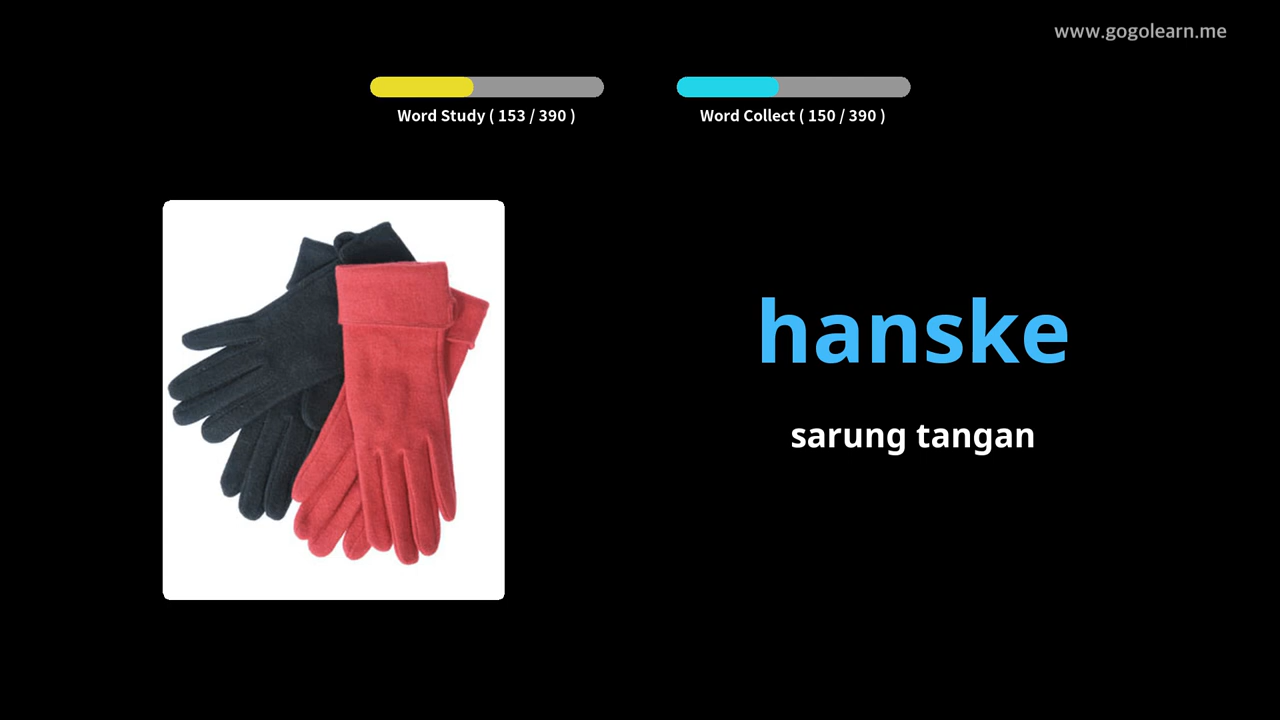 www.gogolearn.me
Word Study ( 153 / 390 )
Word Collect ( 150 / 390 )
hanske
sarung tangan